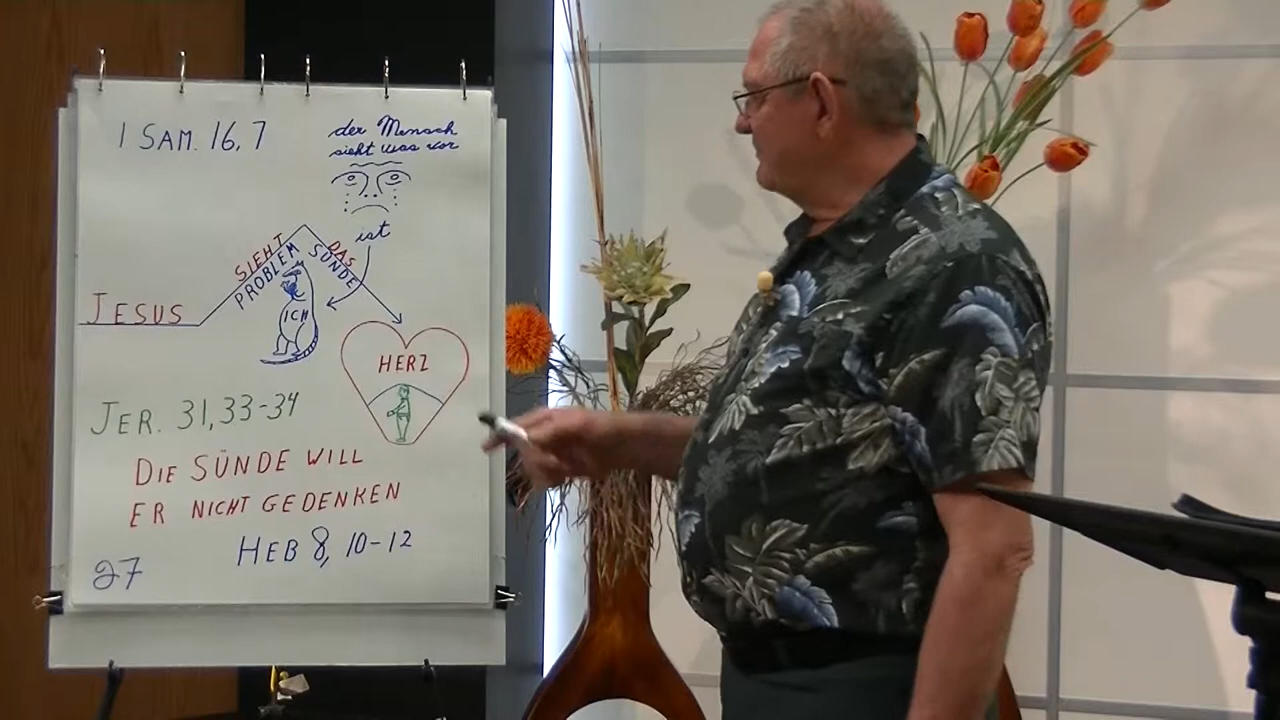 1 SAM. 16,7
der Mensch
sieht was vor
ist
SIEHT DAS
PROBLEM SÜNDE
JESUS
ICH
HERZ
JER. 31,33-34
DIE SÜNDE WILL
ER NICHT GEDENKEN
HEB 8, 10-12
27